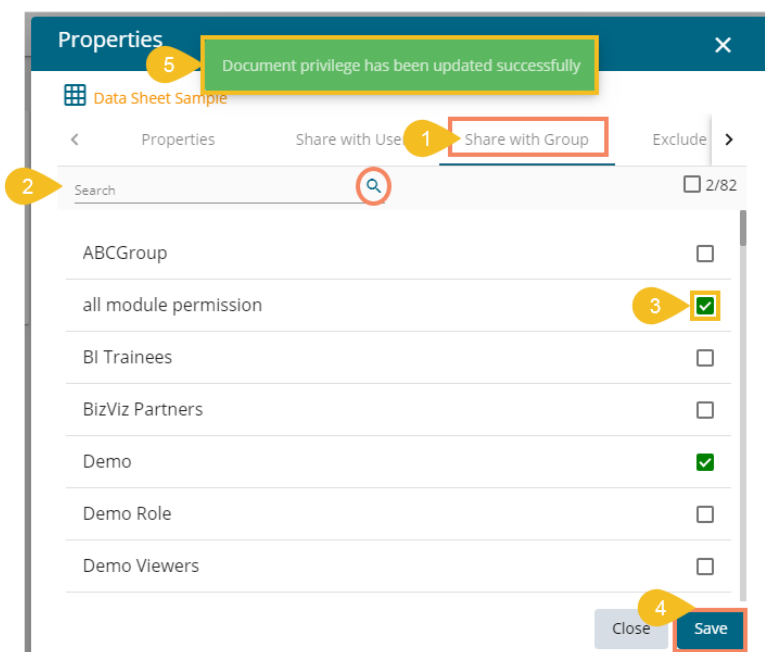 Properties
5
Document privilege has been updated successfully
Data Sheet Sample
Properties Share with Use 1 Share with Group Exclude
2 Search 2/82
ABCGroup
all module permission 3
BI Trainees
BizViz Partners
Demo
Demo Role
Demo Viewers
4
Close Save